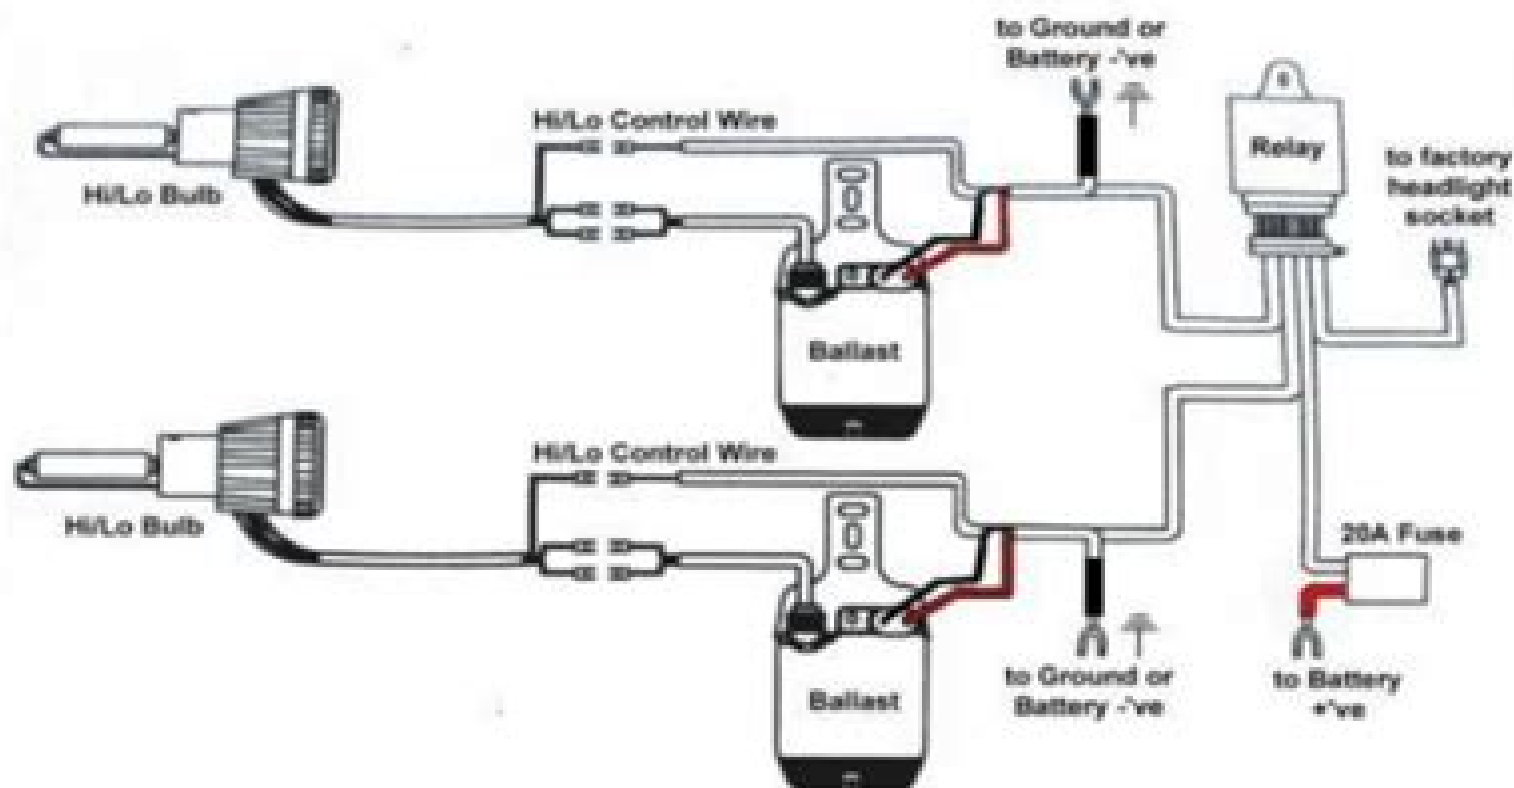 to Ground or
Battery -'ve
Hi/Lo Control Wire
Relay
to factory
headlight
socket
Hi/Lo Bulb
Ballast
Hi/Lo Control Wire
Hi/Lo Bulb
20A Fuse
to Ground or
Battery -'ve
to Battery
+'ve
Ballast